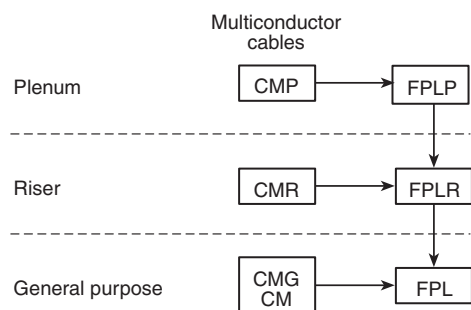 Multiconductor
cables
Plenum
CMP
FPLP
Riser
CMR
FPLR
General purpose
CMG
CM
FPL